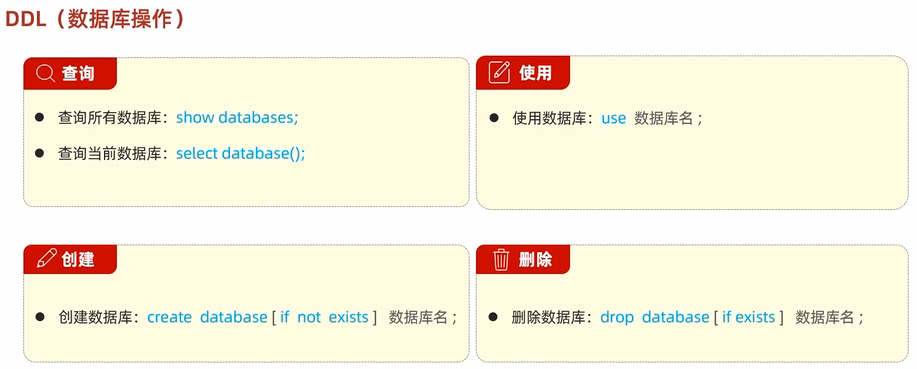 DDL（数据库操作）
查询
查询所有数据库：show databases;
查询当前数据库：select database();
使用
使用数据库：use 数据库名 ;
创建
创建数据库：create database [ if not exists ] 数据库名 ;
删除
删除数据库：drop database [ if exists ] 数据库名 ;